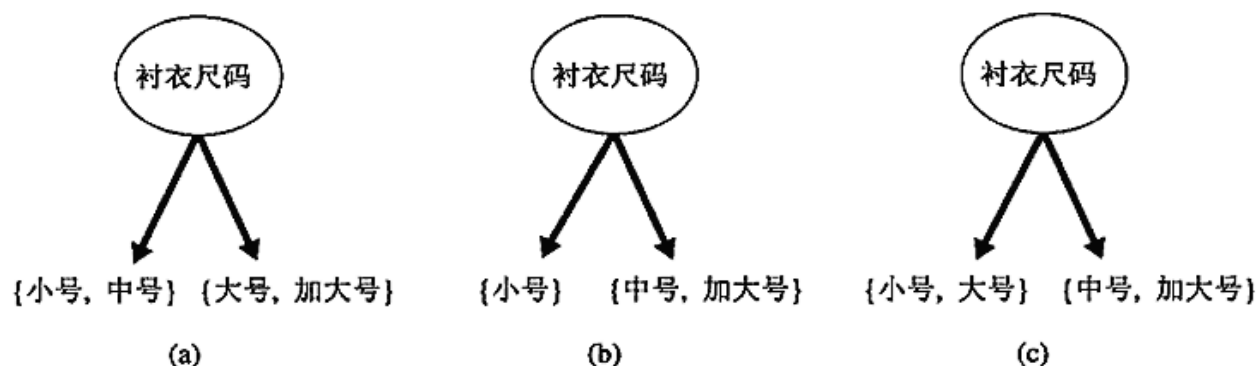 衬衣尺码 衬衣尺码 衬衣尺码
{小号, 中号} {大号, 加大号} {小号} {中号, 加大号} {小号, 大号} {中号, 加大号}
(a) (b) (c)